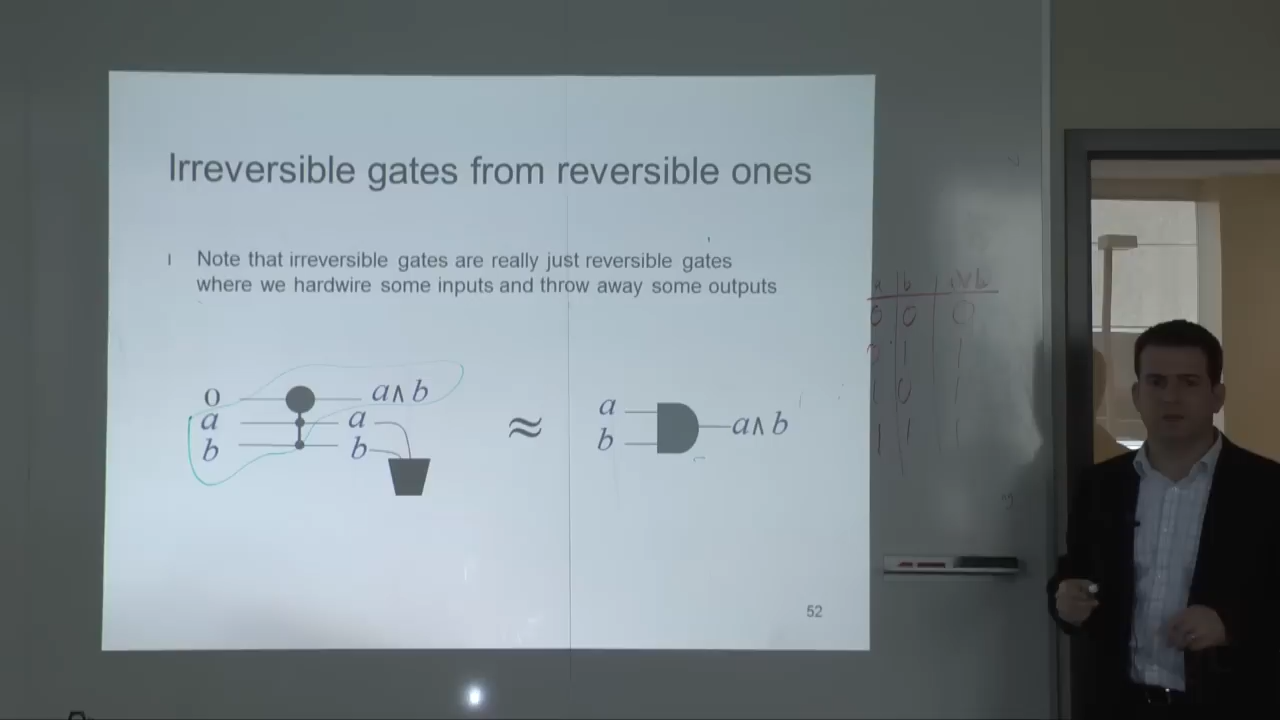 Irreversible gates from reversible ones
Note that irreversible gates are really just reversible gates
where we hardwire some inputs and throw away some outputs
0 a∧b
a a
b b
≈
a
b
a∧b
52
a b a∨b
0 0 0
0 1 1
1 0 1
1 1 1